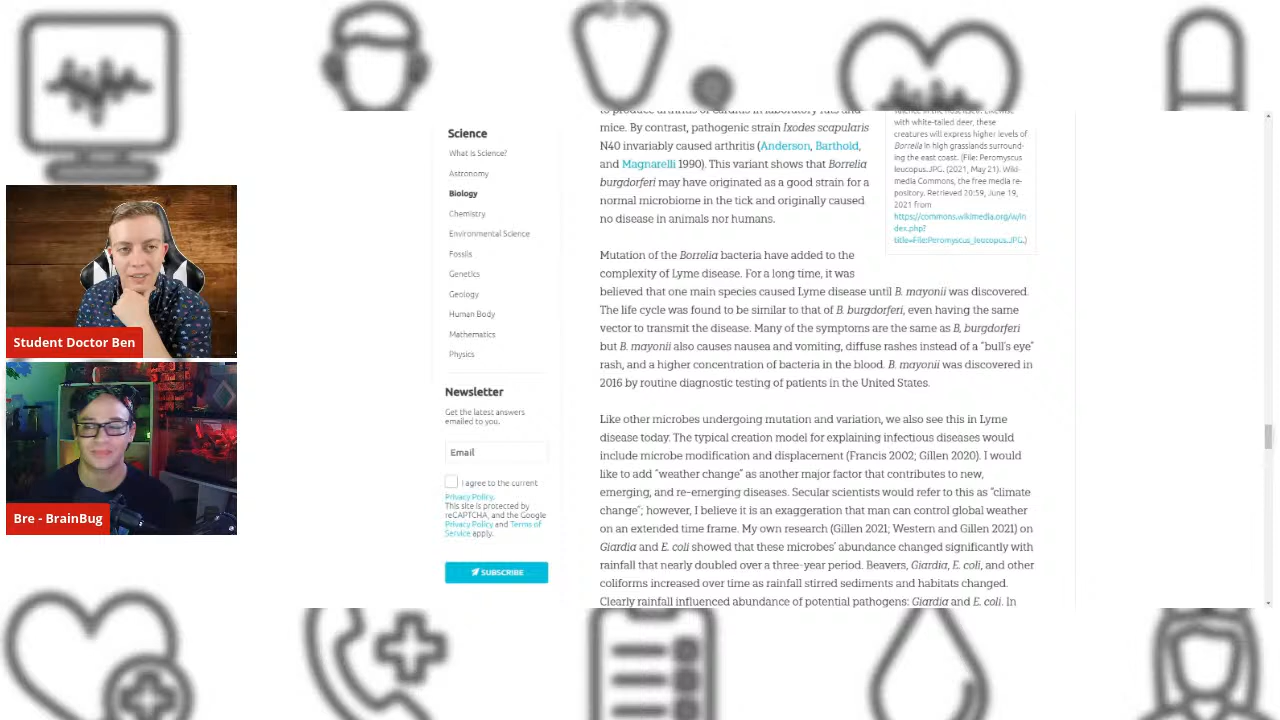 Science
What Is Science?
Astronomy
Biology
Chemistry
Environmental Science
Fossils
Genetics
Geology
Human Body
Mathematics
Physics
Newsletter
Get the latest answers
emailed to you.
Email
I agree to the current
Privacy Policy.
This site is protected by
reCAPTCHA, and the Google
Privacy Policy and Terms of
Service apply.
SUBSCRIBE
to produce arthritis or carditis in laboratory rats and
mice. By contrast, pathogenic strain Ixodes scapularis
N40 invariably caused arthritis (Anderson, Barthold,
and Magnarelli 1990). This variant shows that Borrelia
burgdorferi may have originated as a good strain for a
normal microbiome in the tick and originally caused
no disease in animals nor humans.
Mutation of the Borrelia bacteria have added to the
complexity of Lyme disease. For a long time, it was
believed that one main species caused Lyme disease until B. mayonii was discovered.
The life cycle was found to be similar to that of B. burgdorferi, even having the same
vector to transmit the disease. Many of the symptoms are the same as B, burgdorferi
but B. mayonii also causes nausea and vomiting, diffuse rashes instead of a "bull's eye"
rash, and a higher concentration of bacteria in the blood. B. mayonii was discovered in
2016 by routine diagnostic testing of patients in the United States.
Like other microbes undergoing mutation and variation, we also see this in Lyme
disease today. The typical creation model for explaining infectious diseases would
include microbe modification and displacement (Francis 2002; Gillen 2020). I would
like to add "weather change" as another major factor that contributes to new,
emerging, and re-emerging diseases. Secular scientists would refer to this as "climate
change"; however, I believe it is an exaggeration that man can control global weather
on an extended time frame. My own research (Gillen 2021; Western and Gillen 2021) on
Giardia and E. coli showed that these microbes' abundance changed significantly with
rainfall that nearly doubled over a three-year period. Beavers, Giardia, E. coli, and other
coliforms increased over time as rainfall stirred sediments and habitats changed.
Clearly rainfall influenced abundance of potential pathogens: Giardia and E. coli. In
with white-tailed deer, these
creatures will express higher levels of
Borrelia in high grasslands surround-
ing the east coast. (File: Peromyscus
leucopus.JPG. (2021, May 21). Wiki-
media Commons, the free media re-
pository. Retrieved 20:59, June 19,
2021 from
https://commons.wikimedia.org/w/in
dex.php?
title=File:Peromyscus_leucopus.JPG.)
Student Doctor Ben
Bre - BrainBug